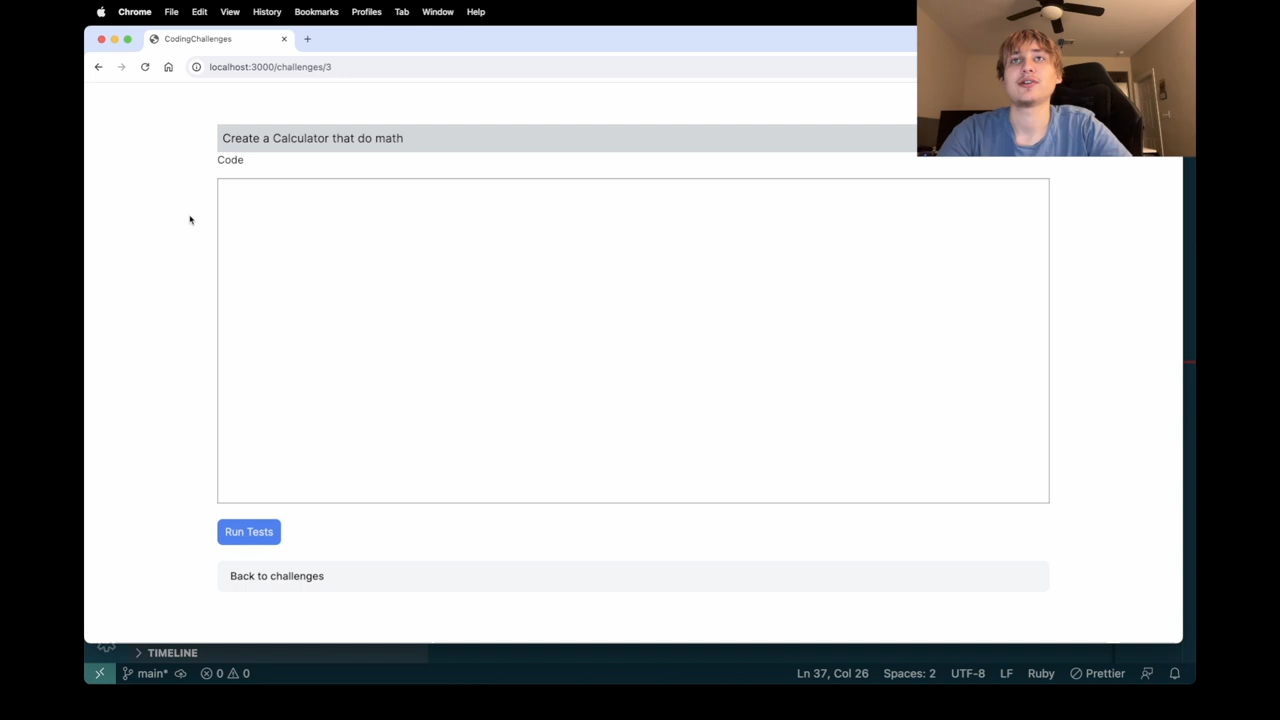 Chrome File Edit View History Bookmarks Profiles Tab Window Help
CodingChallenges
localhost:3000/challenges/3
Create a Calculator that do math
Code
Run Tests
Back to challenges
TIMELINE
main* 0 0 Ln 37, Col 26 Spaces: 2 UTF-8 LF Ruby Prettier